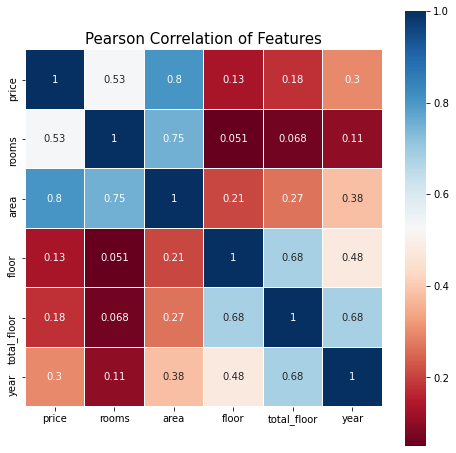 Pearson Correlation of Features
price 1 0.53 0.8 0.13 0.18 0.3
rooms 0.53 1 0.75 0.051 0.068 0.11
area 0.8 0.75 1 0.21 0.27 0.38
floor 0.13 0.051 0.21 1 0.68 0.48
total_floor 0.18 0.068 0.27 0.68 1 0.68
year 0.3 0.11 0.38 0.48 0.68 1
price rooms area floor total_floor year
1.0
0.8
0.6
0.4
0.2